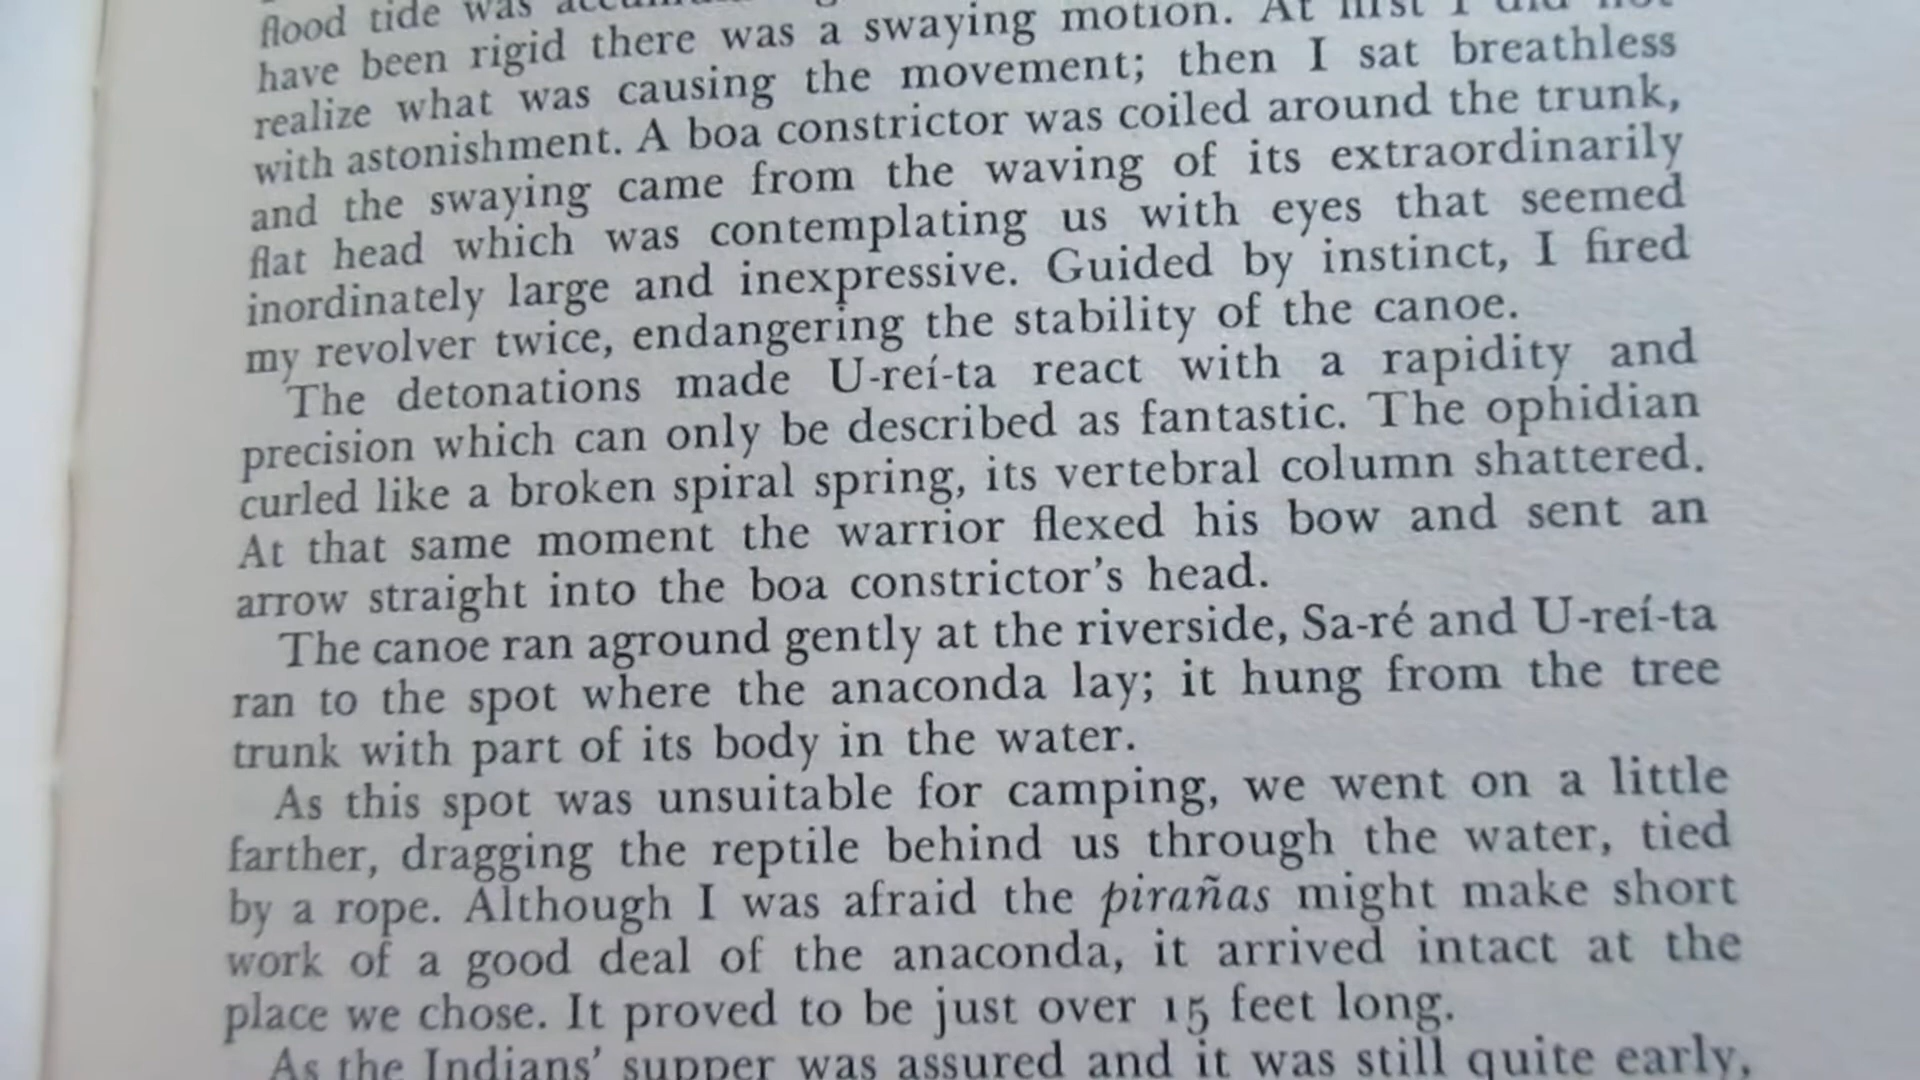 flood tide was
have been rigid there was a swaying motion. At first I did not
realize what was causing the movement; then I sat breathless
with astonishment. A boa constrictor was coiled around the trunk,
and the swaying came from the waving of its extraordinarily
flat head which was contemplating us with eyes that seemed
inordinately large and inexpressive. Guided by instinct, I fired
my revolver twice, endangering the stability of the canoe.
The detonations made U-reí-ta react with a rapidity and
precision which can only be described as fantastic. The ophidian
curled like a broken spiral spring, its vertebral column shattered.
At that same moment the warrior flexed his bow and sent an
arrow straight into the boa constrictor's head.
The canoe ran aground gently at the riverside, Sa-ré and U-reí-ta
ran to the spot where the anaconda lay; it hung from the tree
trunk with part of its body in the water.
As this spot was unsuitable for camping, we went on a little
farther, dragging the reptile behind us through the water, tied
by a rope. Although I was afraid the pirañas might make short
work of a good deal of the anaconda, it arrived intact at the
place we chose. It proved to be just over 15 feet long.
As the Indians' supper was assured and it was still quite early,